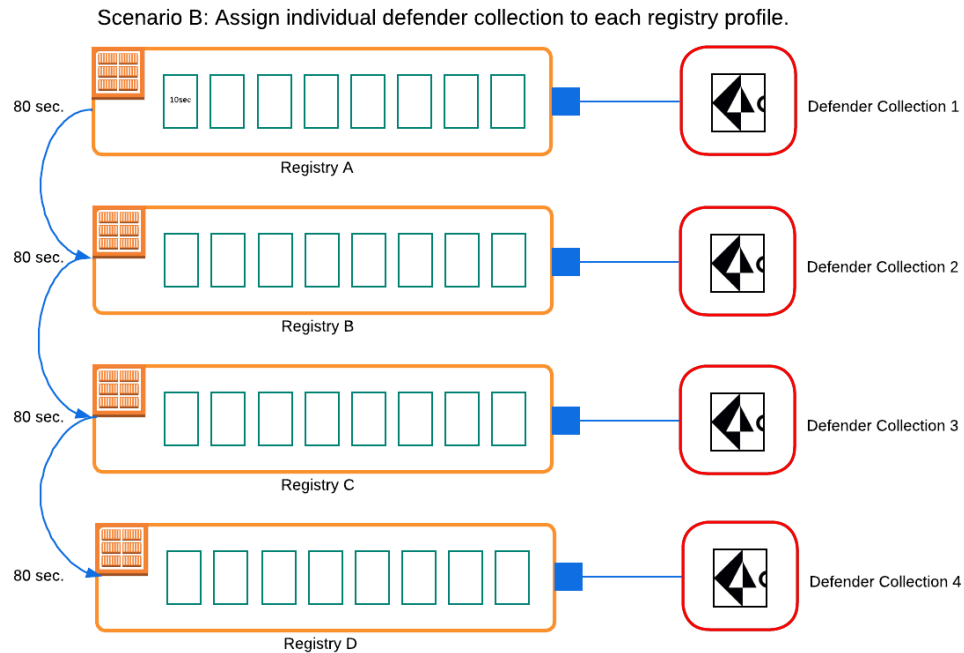 Scenario B: Assign individual defender collection to each registry profile.
80 sec.
10sec
Defender Collection 1
Registry A
80 sec.
Defender Collection 2
Registry B
80 sec.
Defender Collection 3
Registry C
80 sec.
Defender Collection 4
Registry D